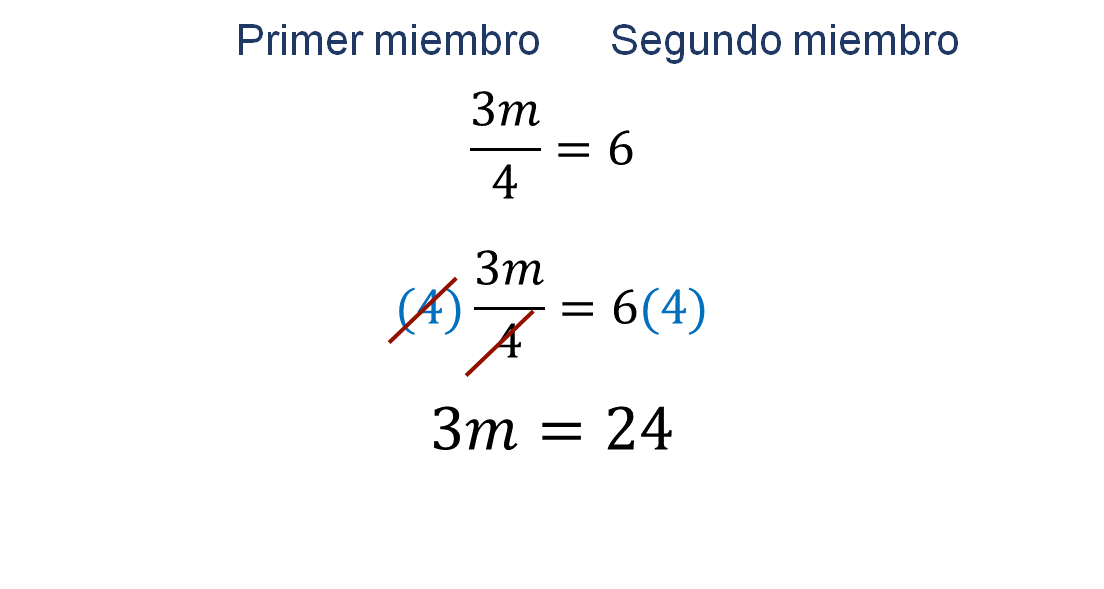 Primer miembro Segundo miembro
3m/4 = 6
(4) 3m/4 = 6(4)
3m = 24